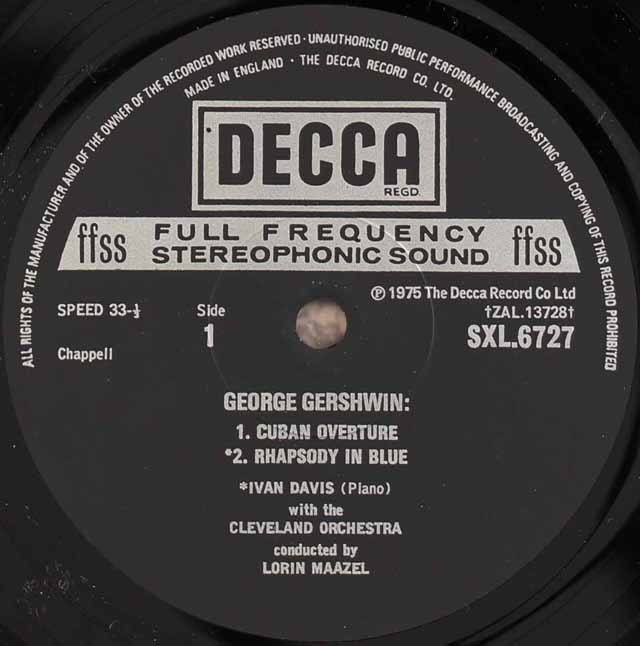 ALL RIGHTS OF THE MANUFACTURER AND OF THE OWNER OF THE RECORDED WORK RESERVED · UNAUTHORISED PUBLIC PERFORMANCE BROADCASTING AND COPYING OF THIS RECORD PROHIBITED
MADE IN ENGLAND · THE DECCA RECORD CO. LTD.
DECCA
REGD.
ffss FULL FREQUENCY ffss
STEREOPHONIC SOUND
℗ 1975 The Decca Record Co Ltd
SPEED 33-⅓ Side †ZAL.13728†
1 SXL.6727
Chappell
GEORGE GERSHWIN:
1. CUBAN OVERTURE
*2. RHAPSODY IN BLUE
*IVAN DAVIS (Piano)
with the
CLEVELAND ORCHESTRA
conducted by
LORIN MAAZEL